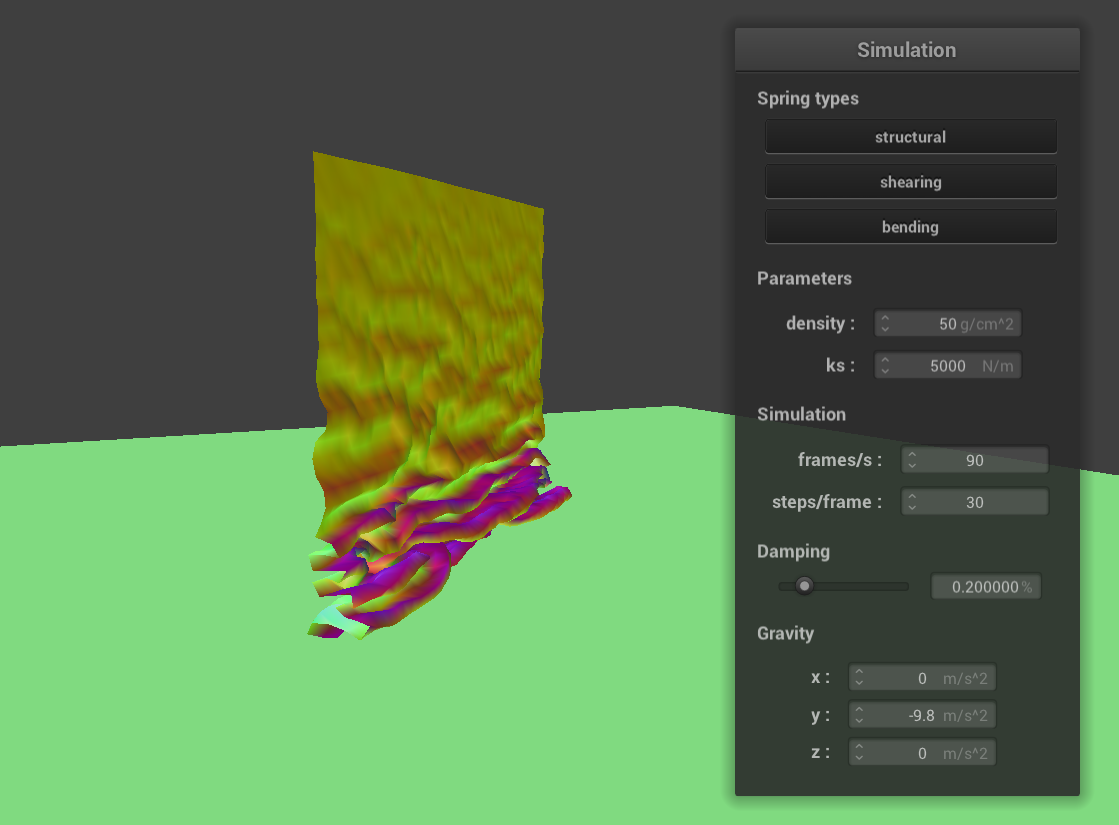 Simulation
Spring types
structural
shearing
bending
Parameters
density : 50 g/cm^2
ks : 5000 N/m
Simulation
frames/s : 90
steps/frame : 30
Damping
0.200000 %
Gravity
x : 0 m/s^2
y : -9.8 m/s^2
z : 0 m/s^2